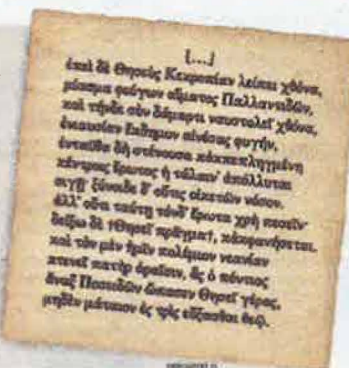 [...]
ἐπεὶ δὲ Θησεὺς Κεκροπίαν λείπει χθόνα,
μίασμα φεύγων αἵματος Παλλαντιδῶν,
καὶ τήνδε σὺν δάμαρτι ναυστολεῖ χθόνα,
ἐνιαυσίαν ἔκδημον αἰνέσας φυγήν,
ἐνταῦθα δὴ στένουσα κἀκπεπληγμένη
κέντροις ἔρωτος ἡ τάλαιν' ἀπόλλυται
σιγῇ· ξύνοιδε δ' οὔτις οἰκετῶν νόσον.
ἀλλ' οὔτι ταύτῃ τόνδ' ἔρωτα χρὴ πεσεῖν·
δείξω δὲ †Θησεῖ πρᾶγμα†, κἀκφανήσεται.
καὶ τὸν μὲν ἡμῖν πολέμιον νεανίαν
κτενεῖ πατὴρ ἀραῖσιν, ἃς ὁ πόντιος
ἄναξ Ποσειδῶν ὤπασεν Θησεῖ γέρας,
μηδὲν μάταιον ἐς τρὶς εὔξασθαι θεῷ.